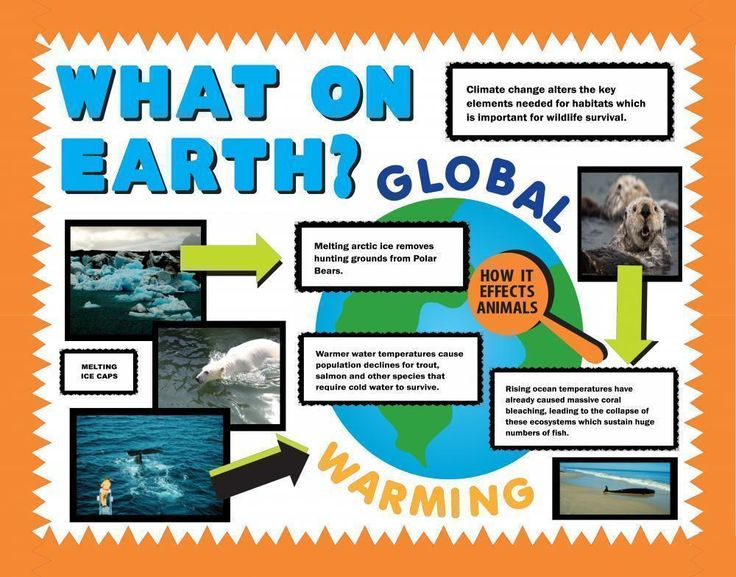 WHAT ON
EARTH?
Climate change alters the key
elements needed for habitats which
is important for wildlife survival.
GLOBAL
Melting arctic ice removes
hunting grounds from Polar
Bears.
HOW IT
EFFECTS
ANIMALS
MELTING
ICE CAPS
Warmer water temperatures cause
population declines for trout,
salmon and other species that
require cold water to survive.
Rising ocean temperatures have
already caused massive coral
bleaching, leading to the collapse of
these ecosystems which sustain huge
numbers of fish.
WARMING